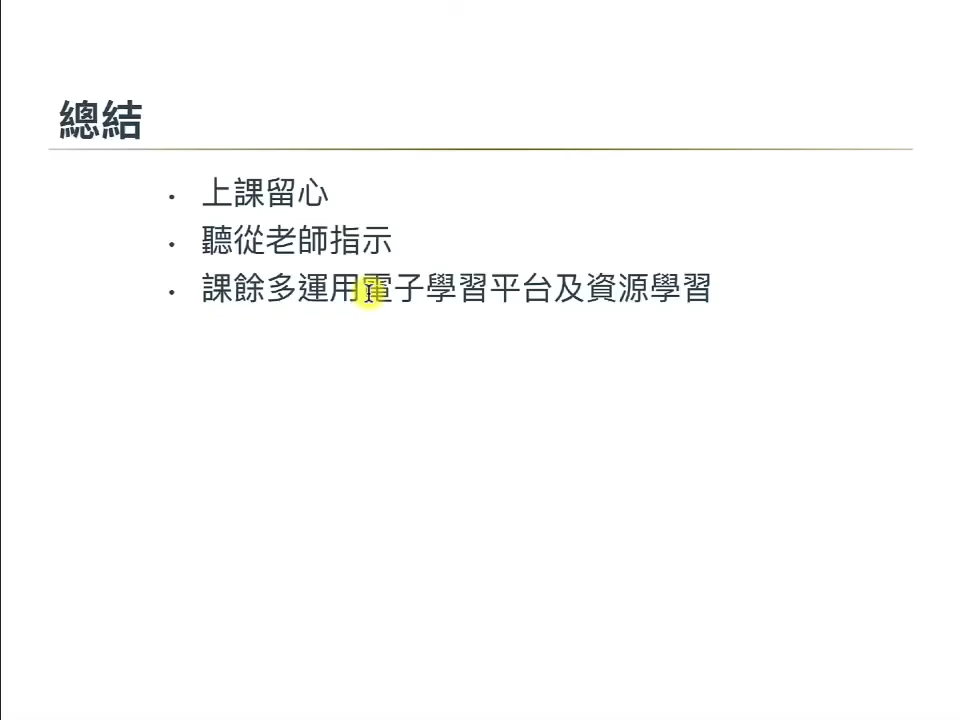 總結
上課留心
聽從老師指示
課餘多運用電子學習平台及資源學習